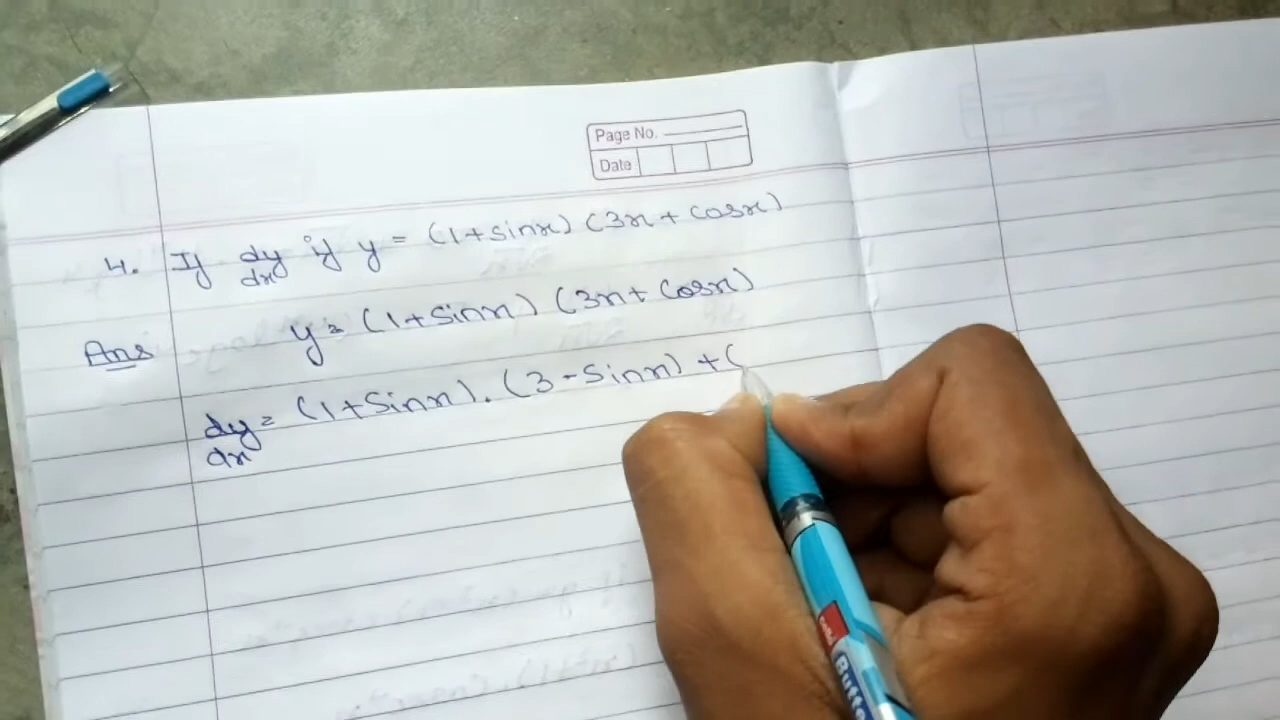 Page No.
Date
4. If dy/dx if y = (1+sinx) (3x + cosx)
Ans y = (1+sinx) (3x + cosx)
dy/dx = (1+sinx). (3 - sinx) + (
Butte